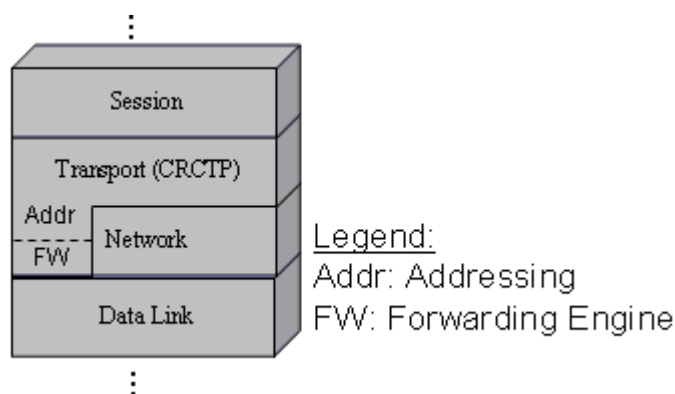 Session
Transport (CRCTP)
Addr
FW
Network
Data Link
Legend:
Addr: Addressing
FW: Forwarding Engine